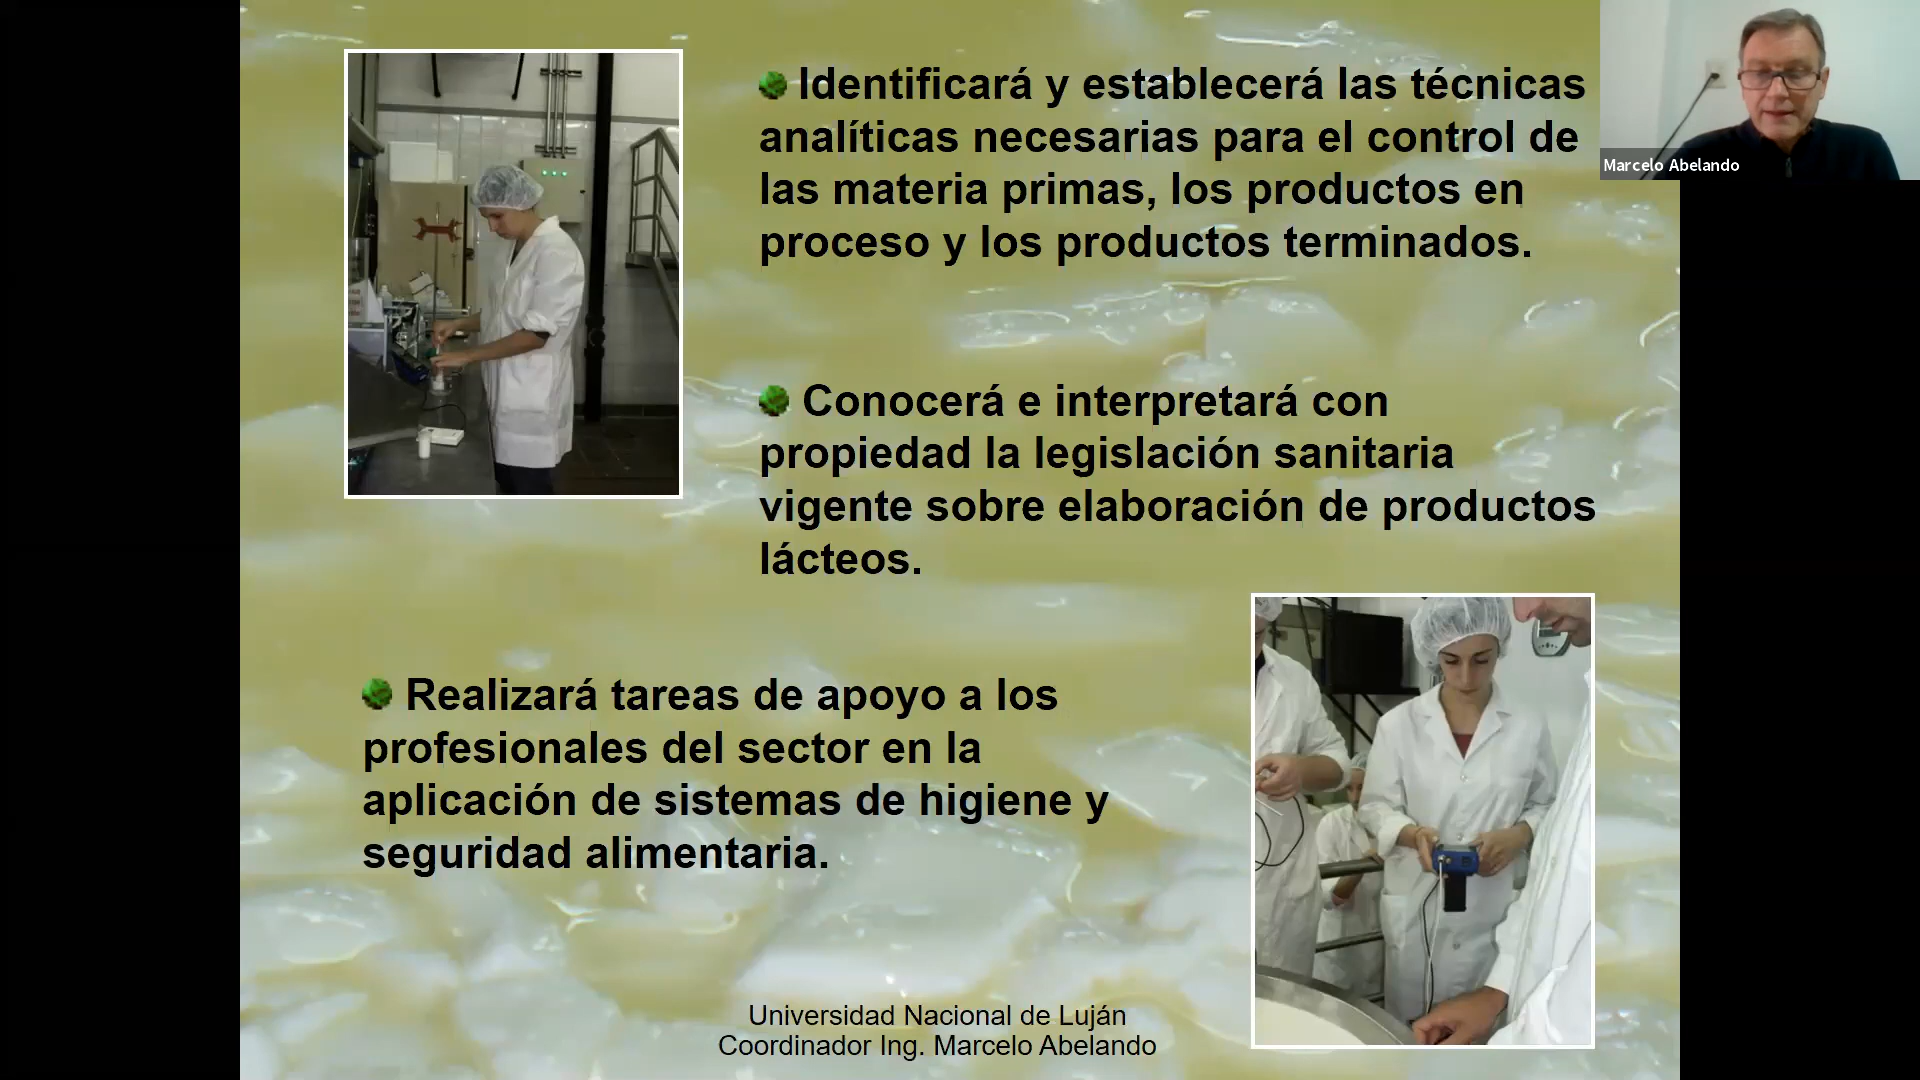 Identificará y establecerá las técnicas
analíticas necesarias para el control de
las materia primas, los productos en
proceso y los productos terminados.
Conocerá e interpretará con
propiedad la legislación sanitaria
vigente sobre elaboración de productos
lácteos.
Realizará tareas de apoyo a los
profesionales del sector en la
aplicación de sistemas de higiene y
seguridad alimentaria.
Universidad Nacional de Luján
Coordinador Ing. Marcelo Abelando
Marcelo Abelando